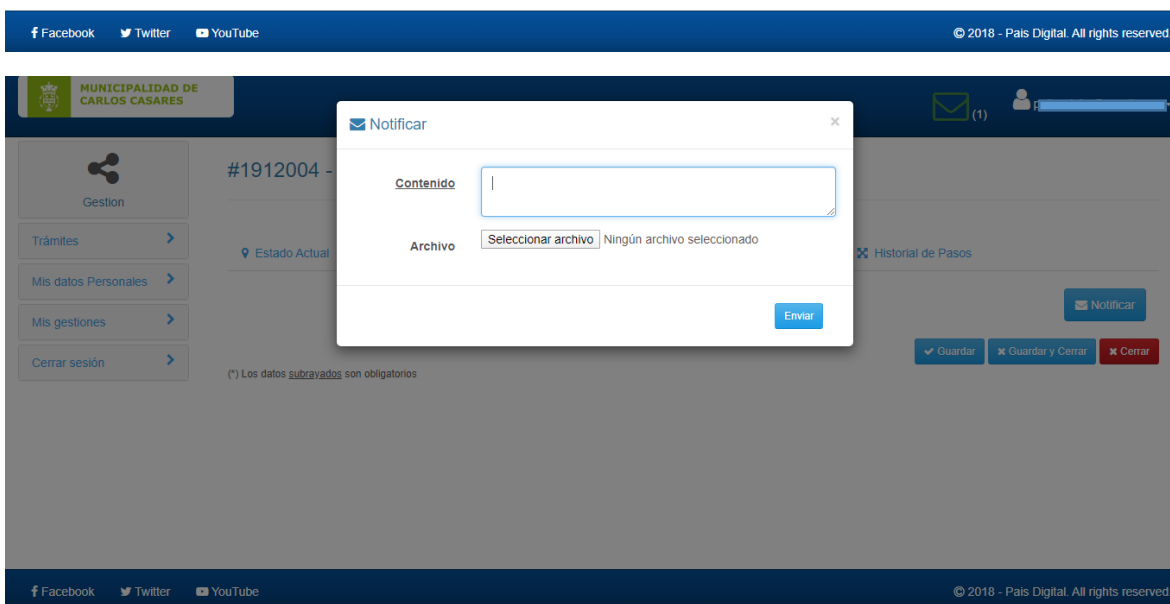 Facebook Twitter YouTube © 2018 - Pais Digital. All rights reserved.
MUNICIPALIDAD DE
CARLOS CASARES
(1)
Notificar ×
#1912004 -
Contenido
Gestion
Archivo Seleccionar archivo Ningún archivo seleccionado
Trámites
Estado Actual Historial de Pasos
Mis datos Personales
Notificar
Mis gestiones
Enviar
Guardar Guardar y Cerrar Cerrar
Cerrar sesión
(*) Los datos subrayados son obligatorios
Facebook Twitter YouTube © 2018 - Pais Digital. All rights reserved.